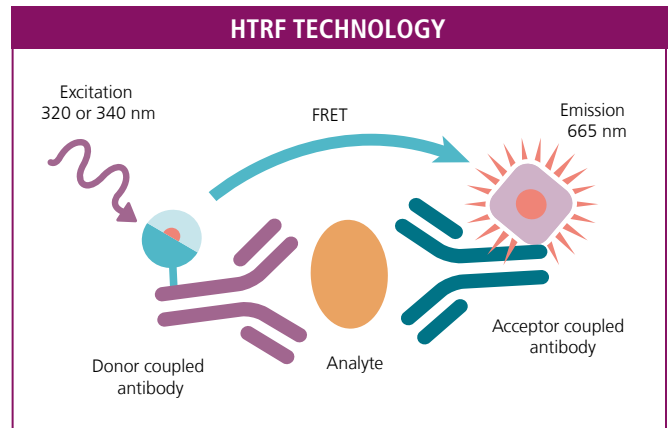 HTRF TECHNOLOGY
Excitation
320 or 340 nm
FRET
Emission
665 nm
Donor coupled
antibody
Analyte
Acceptor coupled
antibody